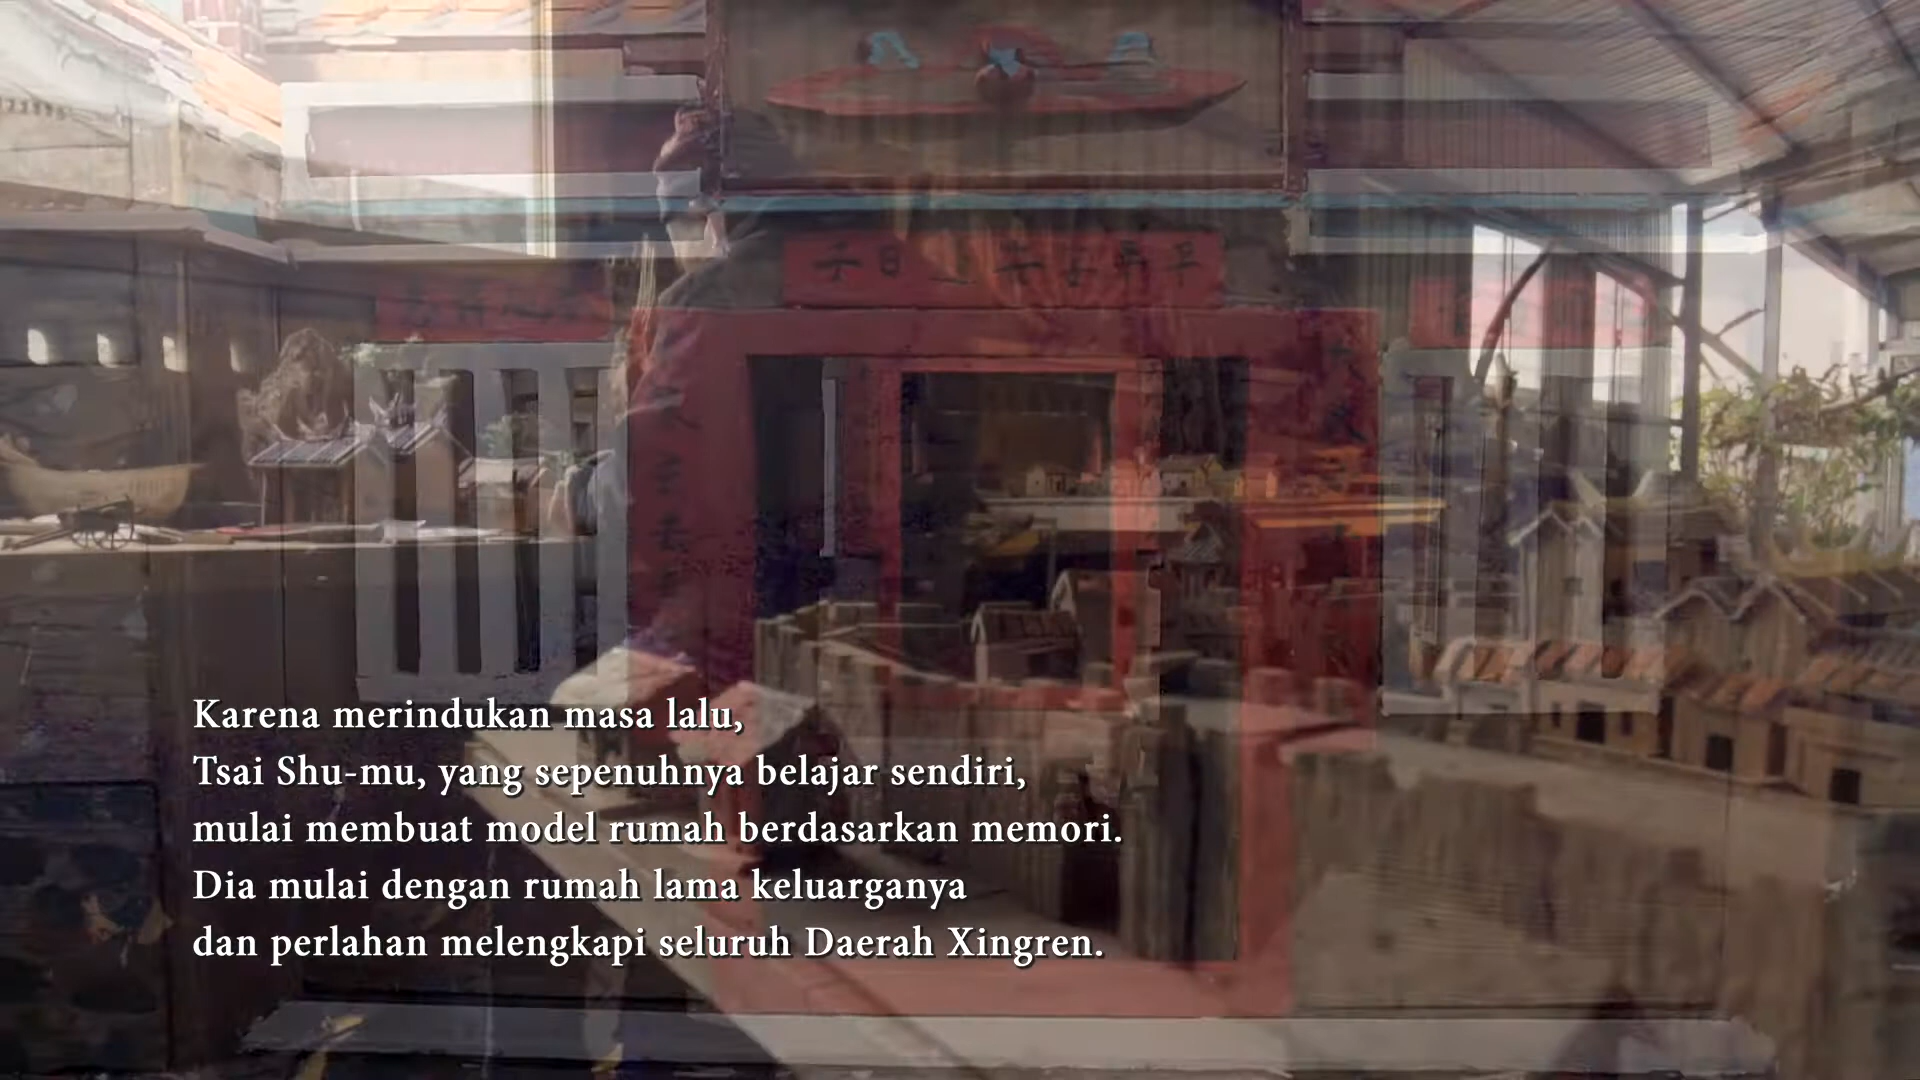 Karena merindukan masa lalu,
Tsai Shu-mu, yang sepenuhnya belajar sendiri,
mulai membuat model rumah berdasarkan memori.
Dia mulai dengan rumah lama keluarganya
dan perlahan melengkapi seluruh Daerah Xingren.